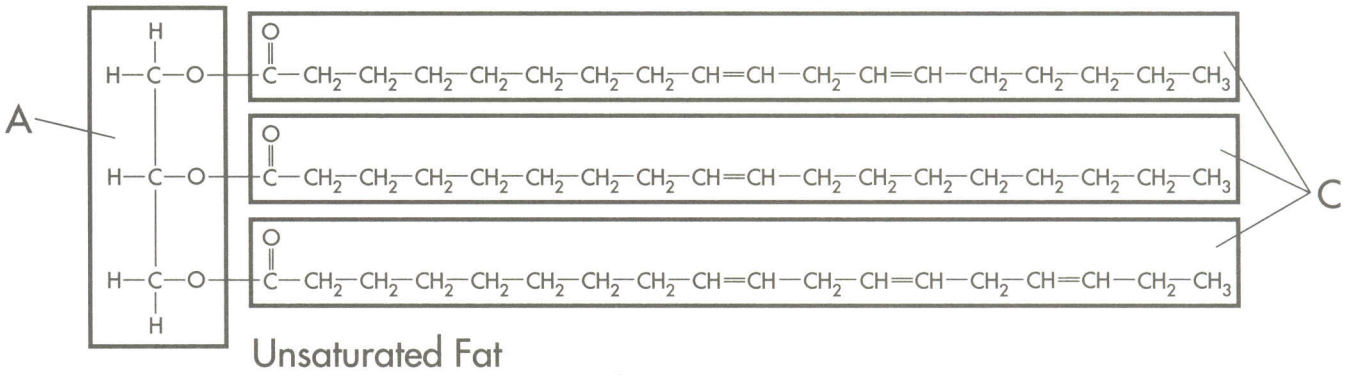 H O
H–C–O–C–CH2–CH2–CH2–CH2–CH2–CH2–CH2–CH=CH–CH2–CH=CH–CH2–CH2–CH2–CH2–CH3
A
O
H–C–O–C–CH2–CH2–CH2–CH2–CH2–CH2–CH2–CH=CH–CH2–CH2–CH2–CH2–CH2–CH2–CH2–CH3
C
O
H–C–O–C–CH2–CH2–CH2–CH2–CH2–CH2–CH2–CH=CH–CH2–CH=CH–CH2–CH=CH–CH2–CH3
H
Unsaturated Fat